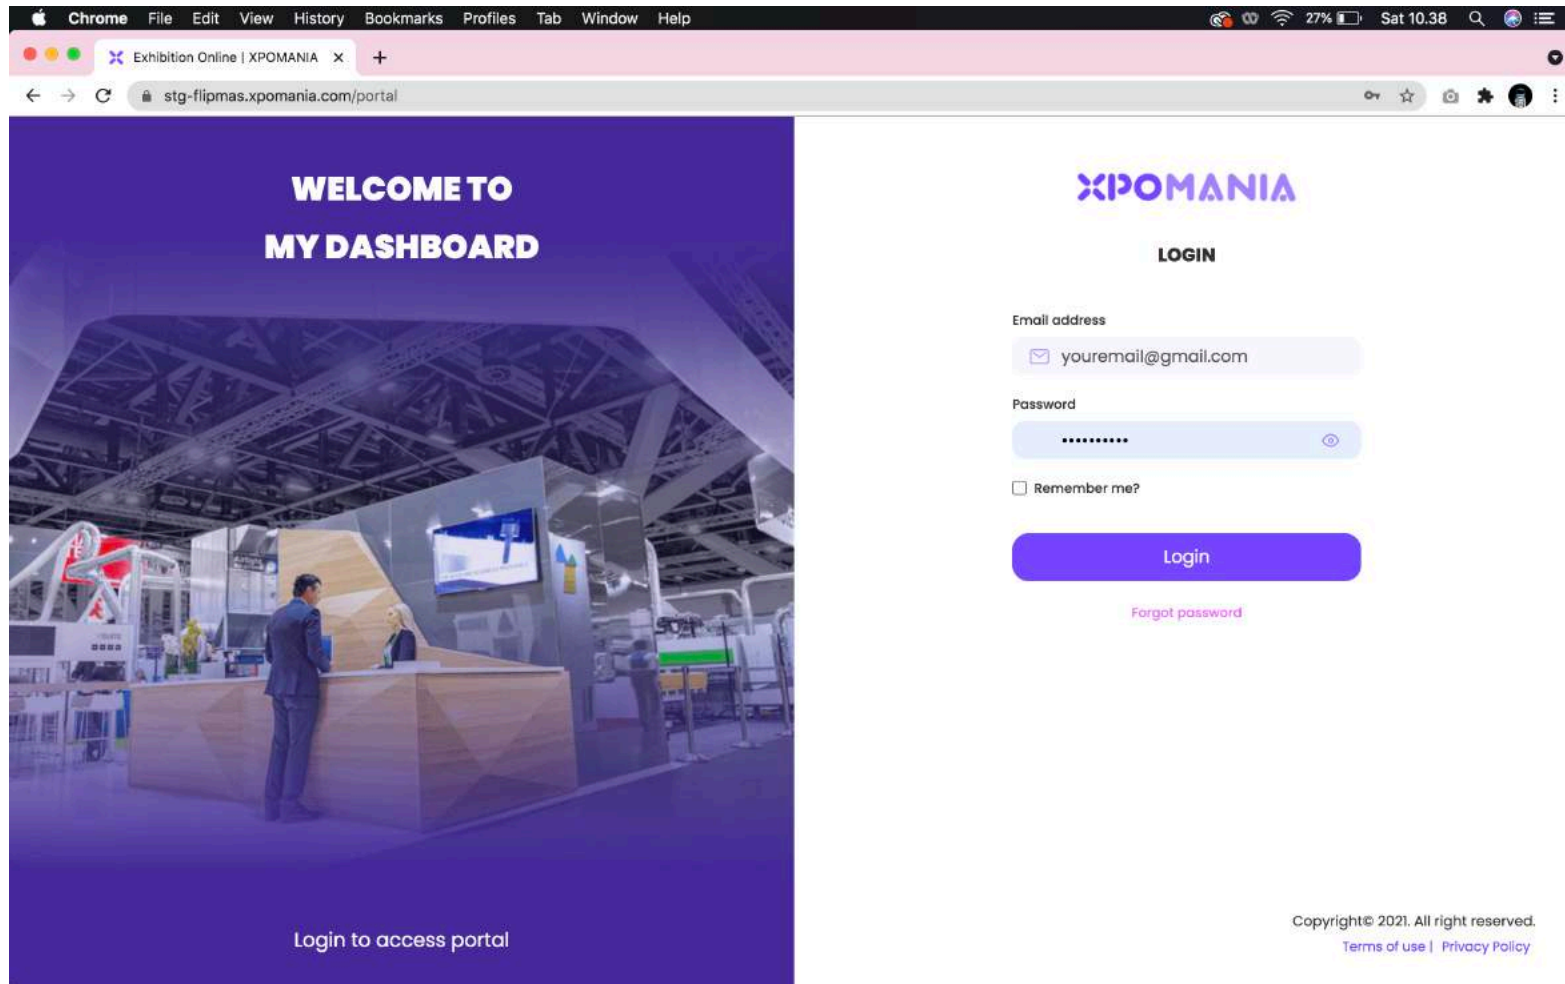 Chrome File Edit View History Bookmarks Profiles Tab Window Help 27% Sat 10.38
Exhibition Online | XPOMANIA
stg-flipmas.xpomania.com/portal
WELCOME TO
MY DASHBOARD
Login to access portal
XPOMANIA
LOGIN
Email address
youremail@gmail.com
Password
••••••••••
Remember me?
Login
Forgot password
Copyright© 2021. All right reserved.
Terms of use | Privacy Policy